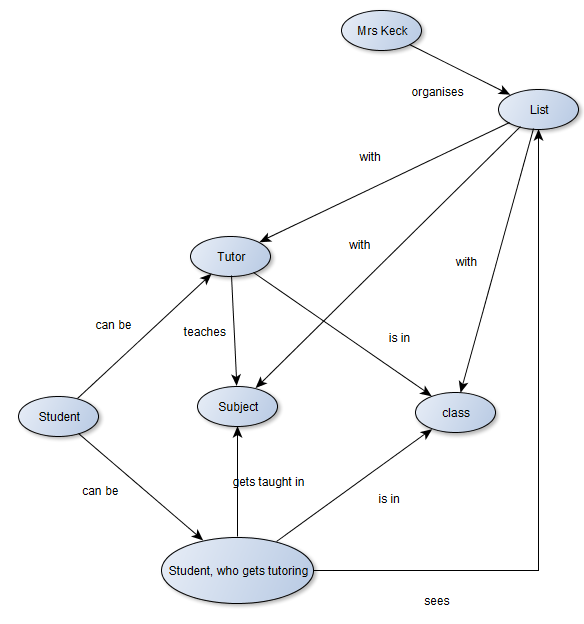 Mrs Keck
organises
List
with
with
with
Tutor
can be
teaches
is in
Student
Subject
class
can be
gets taught in
is in
Student, who gets tutoring
sees